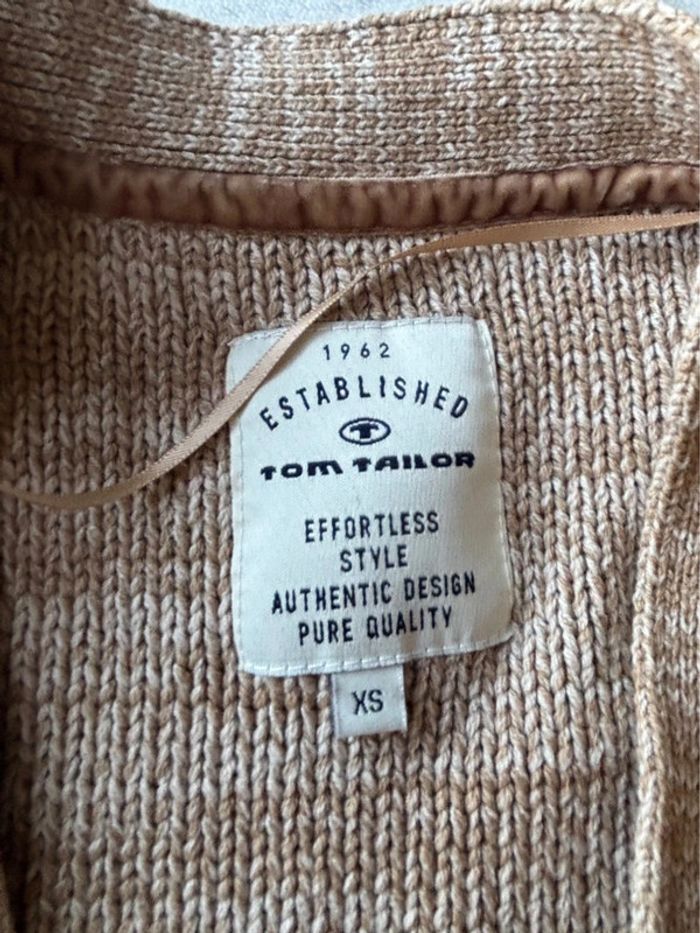 1962
ESTABLISHED
T
TOM TAILOR
EFFORTLESS
STYLE
AUTHENTIC DESIGN
PURE QUALITY
XS